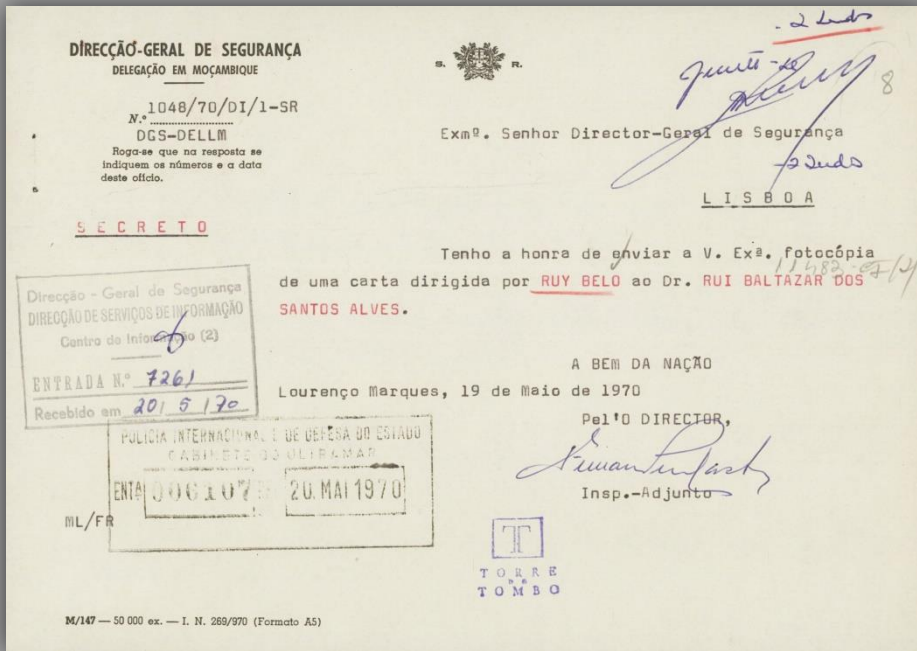 - 2 Ludo
DIRECÇÃO-GERAL DE SEGURANÇA
DELEGAÇÃO EM MOÇAMBIQUE
S. R.
8
N.º 1048/70/DI/1-SR
DGS-DELLM
Roga-se que na resposta se
indiquem os números e a data
deste ofício.
Exmº. Senhor Director-Geral de Segurança
LISBOA
SECRETO
Tenho a honra de enviar a V. Exª. fotocópia
de uma carta dirigida por RUY BELO ao Dr. RUI BALTAZAR DOS
SANTOS ALVES.
Direcção - Geral de Segurança
DIRECÇÃO DE SERVIÇOS DE INFORMAÇÃO
Centro de Informação (2)
ENTRADA N.º 7261
Recebido em 20/ 5 /70
A BEM DA NAÇÃO
Lourenço Marques, 19 de Maio de 1970
Pel'O DIRECTOR,
Insp.-Adjunto
POLÍCIA INTERNACIONAL E DE DEFESA DO ESTADO
GABINETE DO ULTRAMAR
ENTª 006107 20. MAI 1970
ML/FR
T
TORRE
DO
TOMBO
M/147 — 50 000 ex. — I. N. 269/970 (Formato A5)